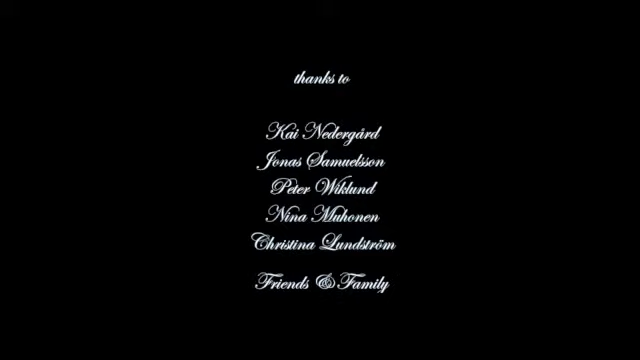 thanks to
Kai Nedergård
Jonas Samuelsson
Peter Wiklund
Nina Muhonen
Christina Lundström
Friends & Family